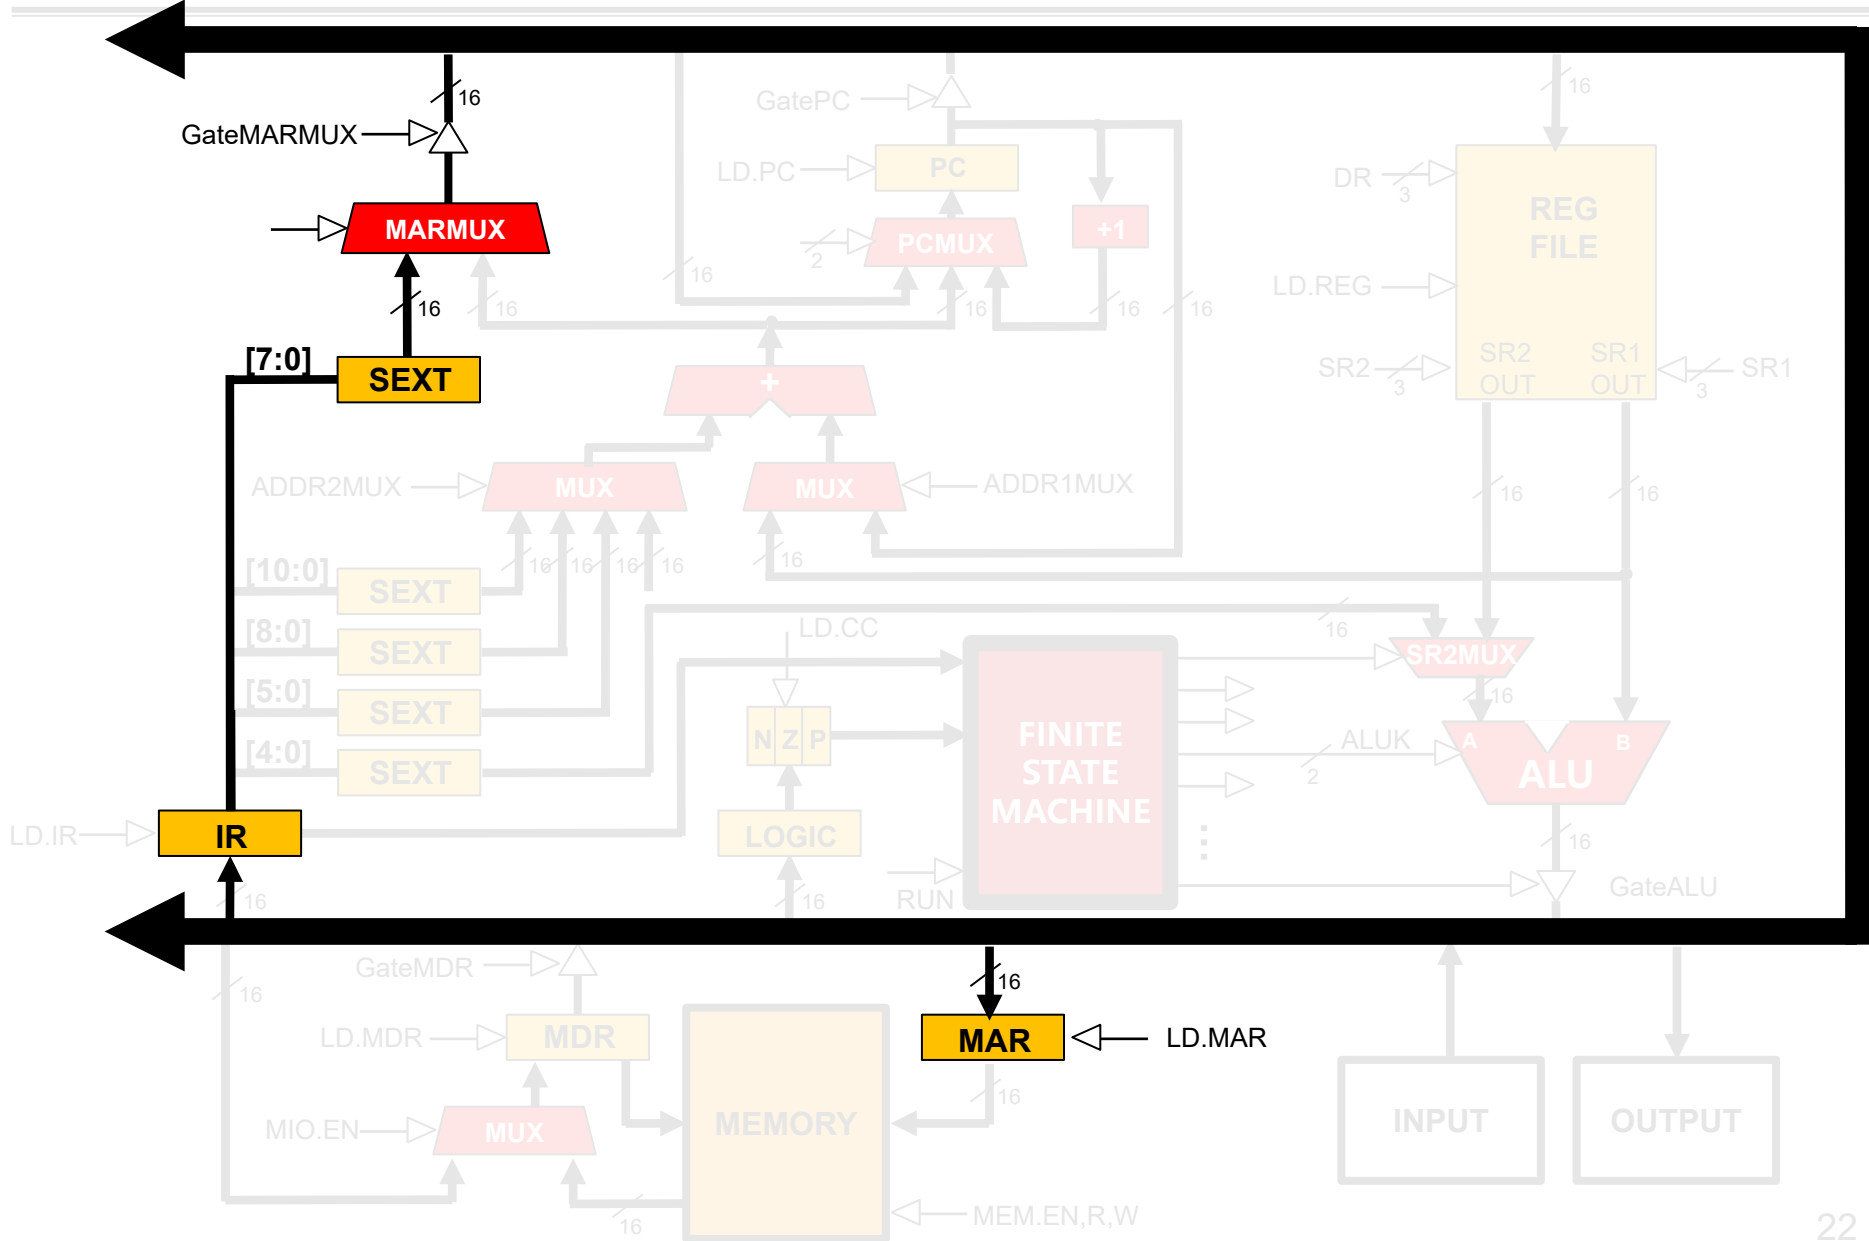 16
GatePC
16
16
GateMARMUX
LD.PC
PC
DR
3
REG
FILE
MARMUX
PCMUX
+1
2
16
16
16
16
16
16
LD.REG
[7:0]
SEXT
+
SR2
3
SR2
OUT
SR1
OUT
3
SR1
ADDR2MUX
MUX
MUX
ADDR1MUX
16
16
16
16
16
16
16
[10:0]
SEXT
[8:0]
SEXT
LD.CC
16
SR2MUX
16
[5:0]
SEXT
N Z P
FINITE
STATE
MACHINE
ALUK
2
A
B
ALU
[4:0]
SEXT
LD.IR
IR
LOGIC
16
⋮
16
16
RUN
GateALU
GateMDR
16
16
LD.MDR
MDR
MAR
LD.MAR
16
MIO.EN
MUX
MEMORY
INPUT
OUTPUT
16
MEM.EN,R,W
22